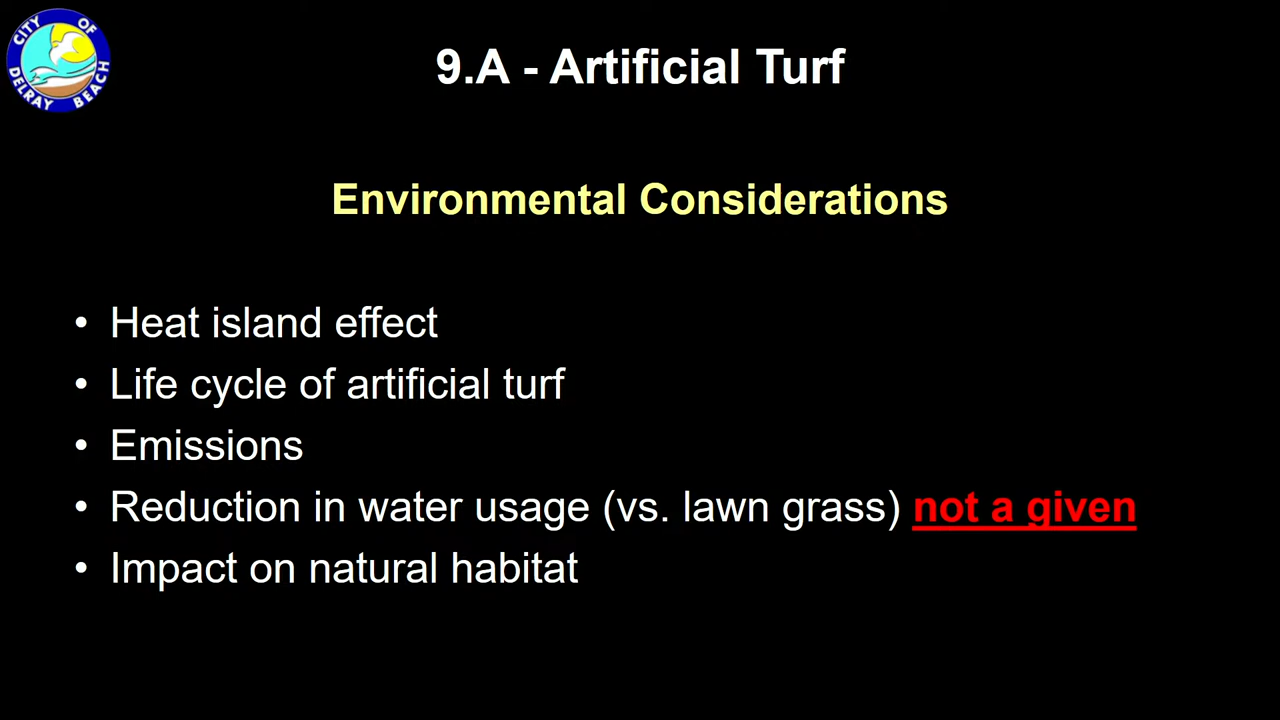 CITY OF
DELRAY BEACH
9.A - Artificial Turf
Environmental Considerations
• Heat island effect
• Life cycle of artificial turf
• Emissions
• Reduction in water usage (vs. lawn grass) not a given
• Impact on natural habitat